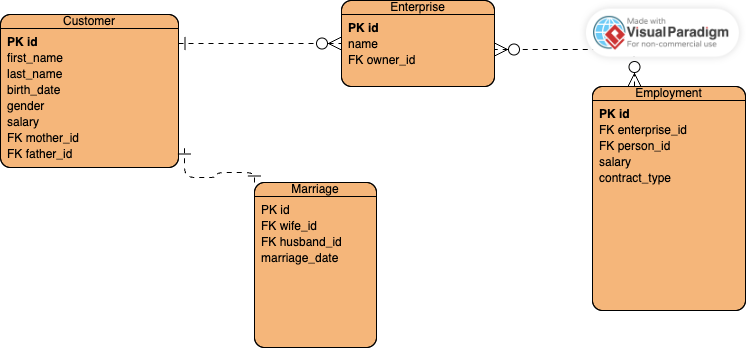 Customer
PK id
first_name
last_name
birth_date
gender
salary
FK mother_id
FK father_id
Enterprise
PK id
name
FK owner_id
Made with
Visual Paradigm
For non-commercial use
Employment
PK id
FK enterprise_id
FK person_id
salary
contract_type
Marriage
PK id
FK wife_id
FK husband_id
marriage_date